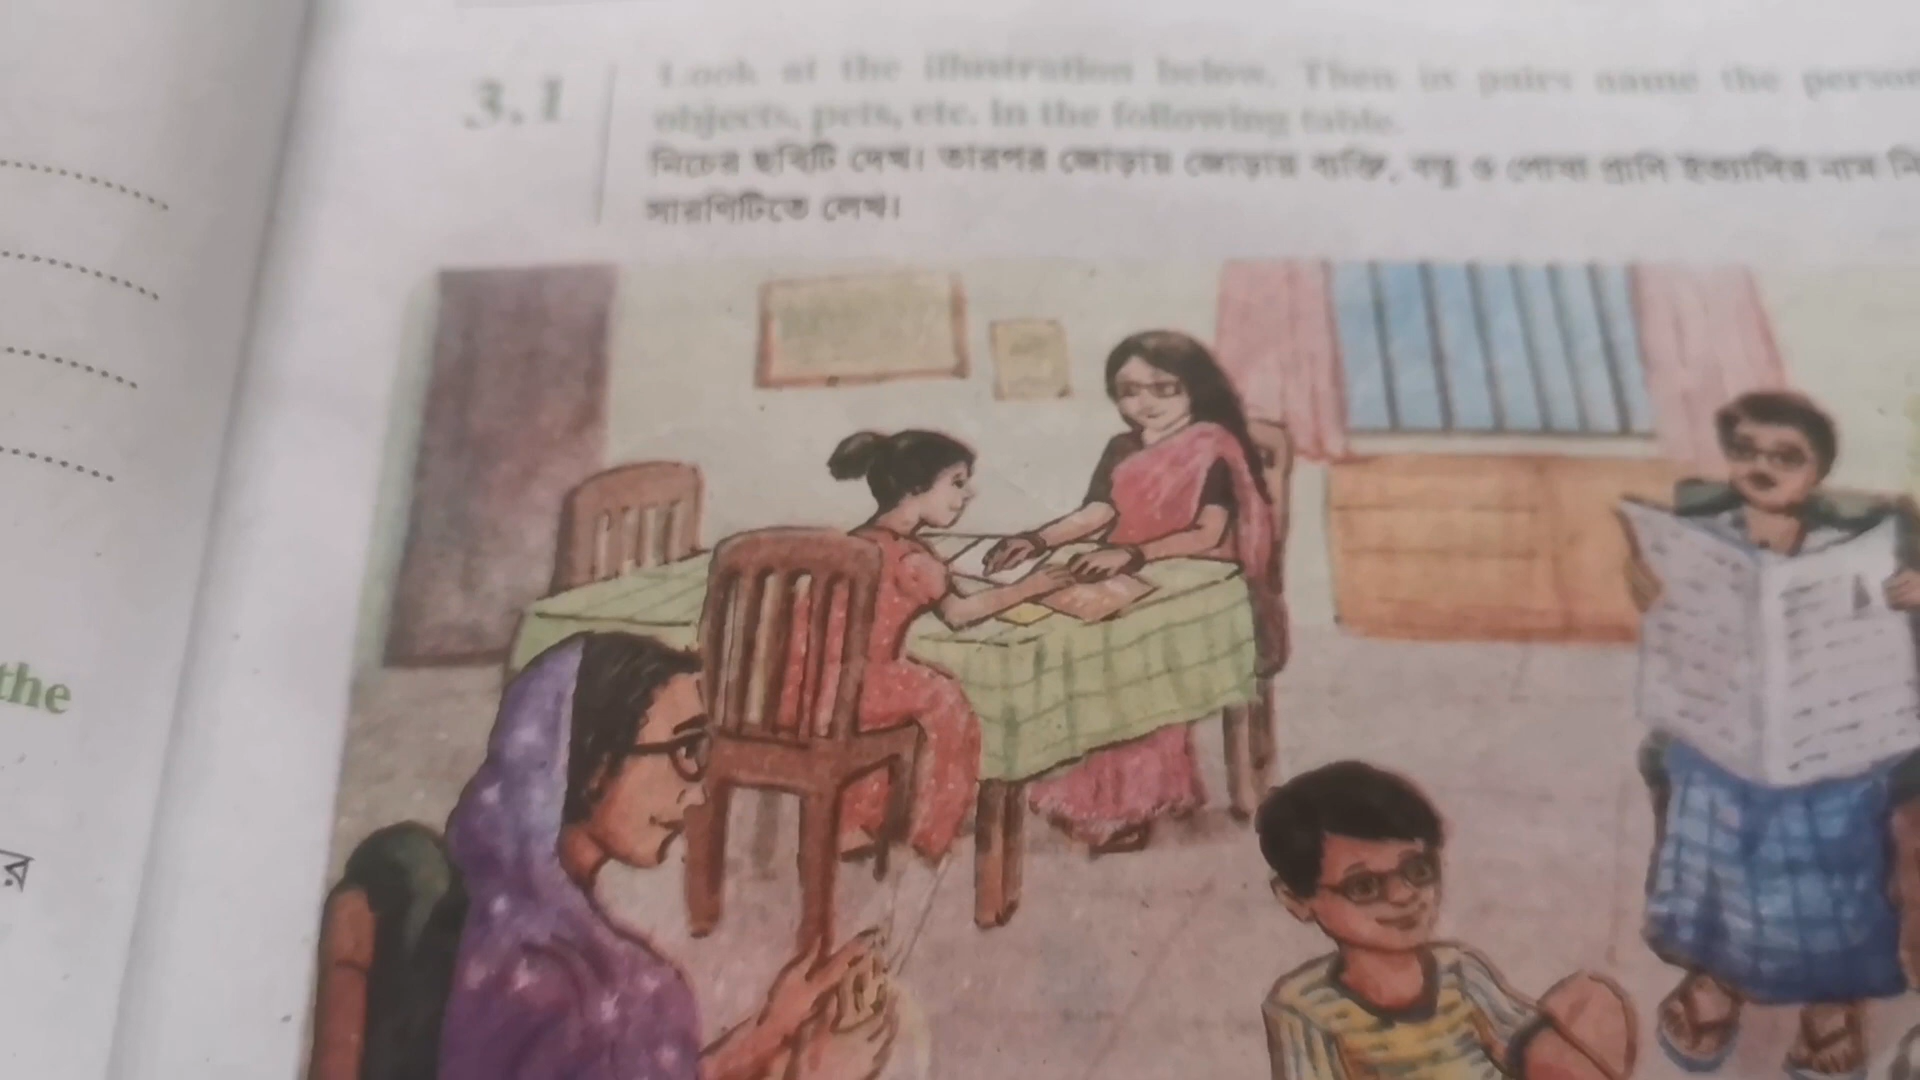 3.1
Look at the illustration below. Then in pairs name the person
objects, pets, etc. in the following table.
নিচের ছবিটি দেখ। তারপর জোড়ায় জোড়ায় ব্যক্তি, বস্তু ও পোষা প্রাণি ইত্যাদির নাম নি
সারণিটিতে লেখ।
the
র